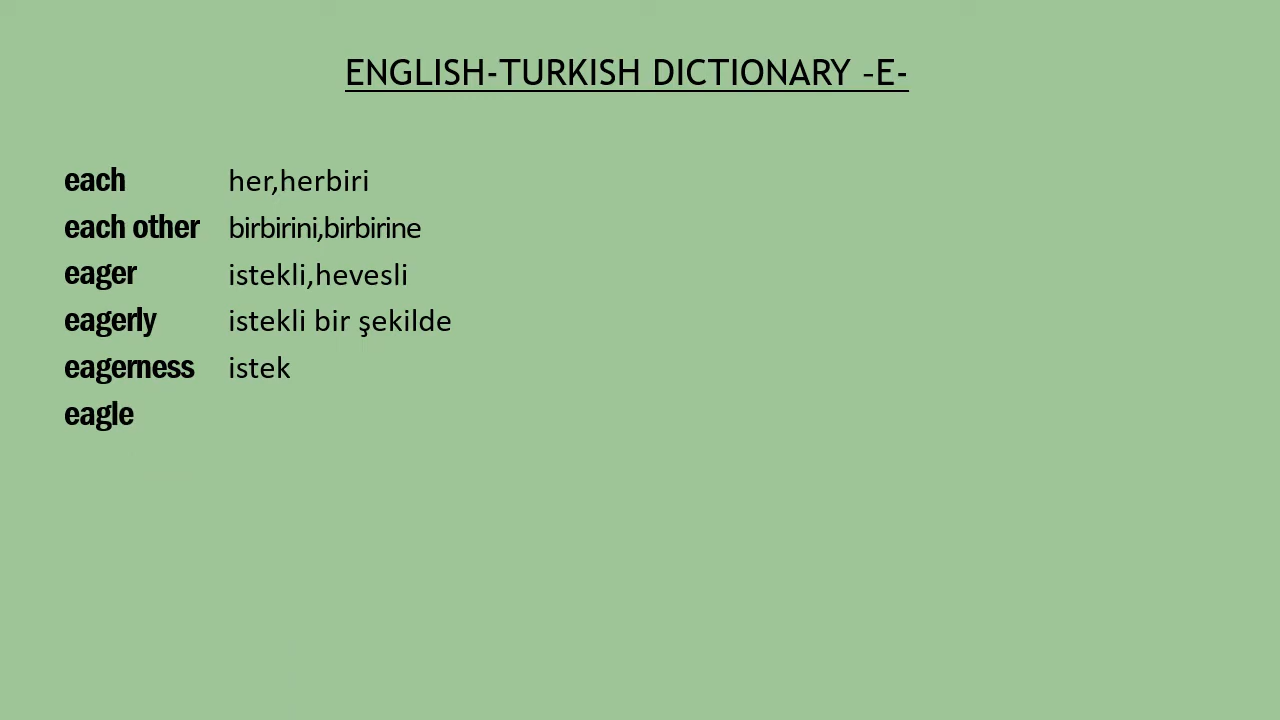 ENGLISH-TURKISH DICTIONARY –E-
each her,herbiri
each other birbirini,birbirine
eager istekli,hevesli
eagerly istekli bir şekilde
eagerness istek
eagle